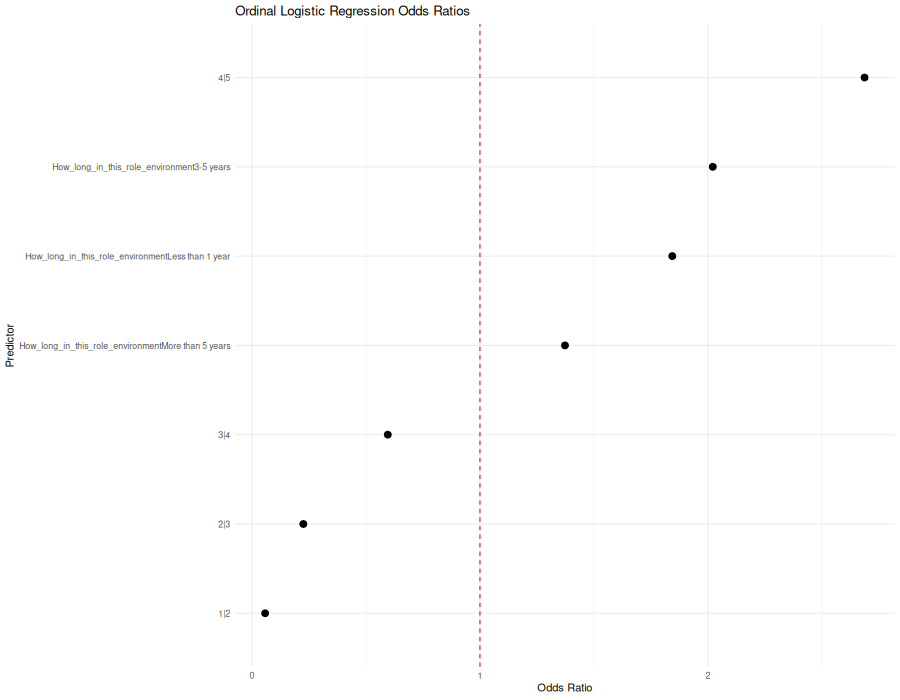 Ordinal Logistic Regression Odds Ratios
4|5
How_long_in_this_role_environment3-5 years
How_long_in_this_role_environmentLess than 1 year
How_long_in_this_role_environmentMore than 5 years
3|4
2|3
1|2
Predictor
0 1 2
Odds Ratio